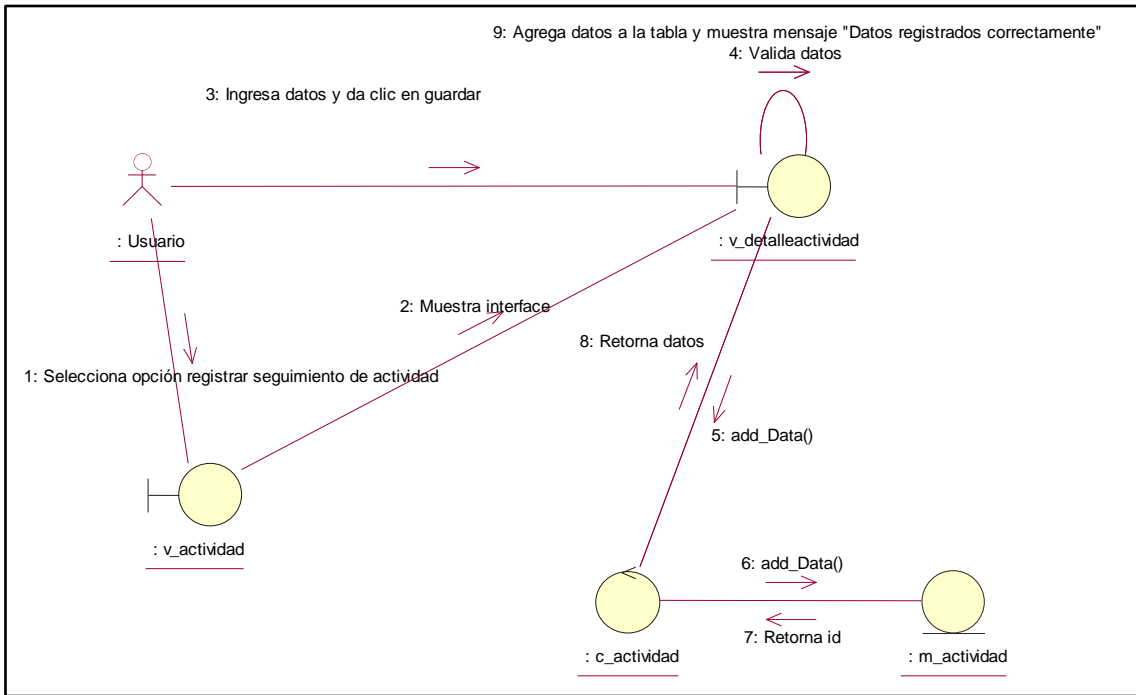 9: Agrega datos a la tabla y muestra mensaje "Datos registrados correctamente"
4: Valida datos
3: Ingresa datos y da clic en guardar
: Usuario
: v_detalleactividad
2: Muestra interface
8: Retorna datos
1: Selecciona opción registrar seguimiento de actividad
5: add_Data()
: v_actividad
6: add_Data()
7: Retorna id
: c_actividad
: m_actividad